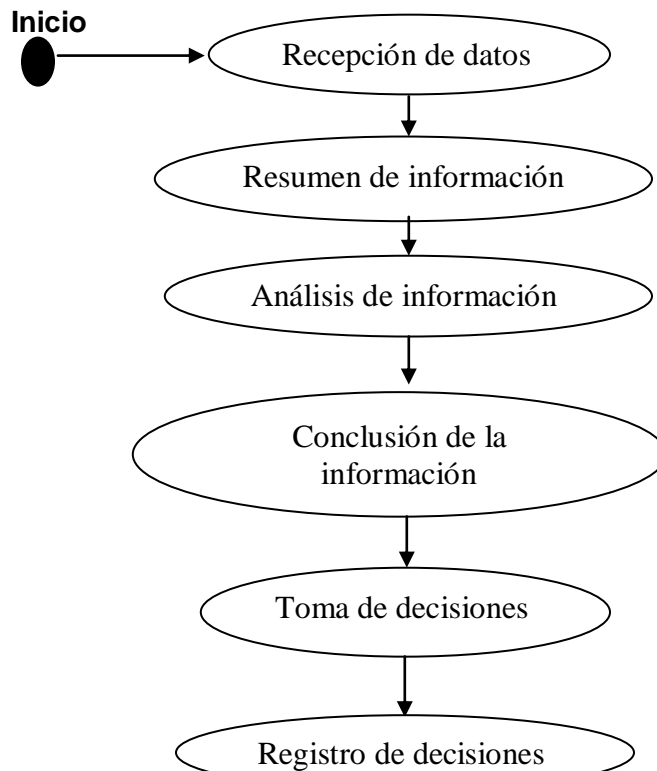 Inicio
Recepción de datos
Resumen de información
Análisis de información
Conclusión de la
información
Toma de decisiones
Registro de decisiones